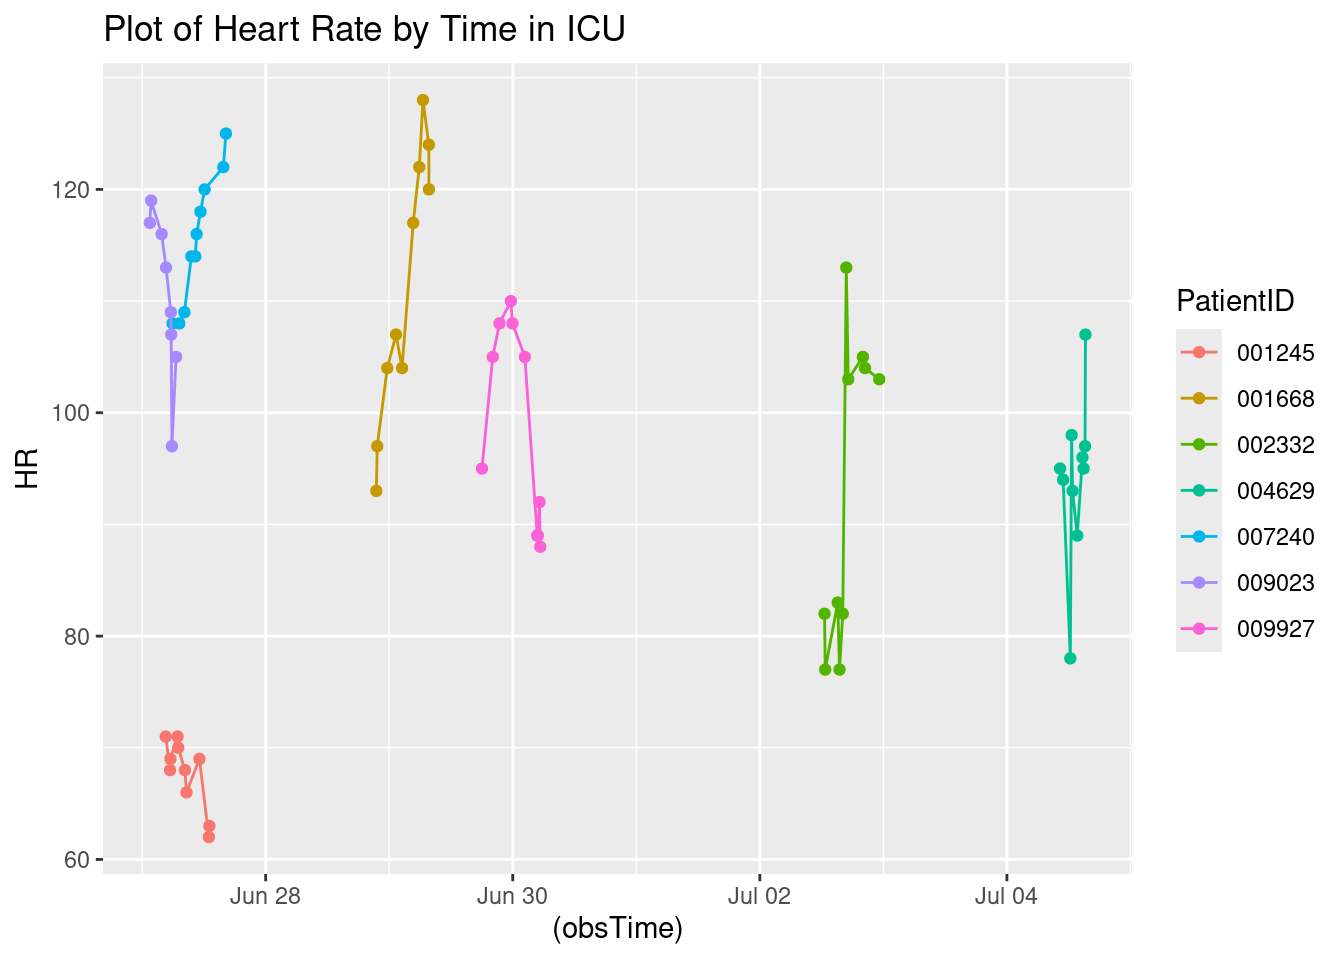 Plot of Heart Rate by Time in ICU
HR
120
100
80
60
Jun 28
Jun 30
Jul 02
Jul 04
(obsTime)
PatientID
001245
001668
002332
004629
007240
009023
009927